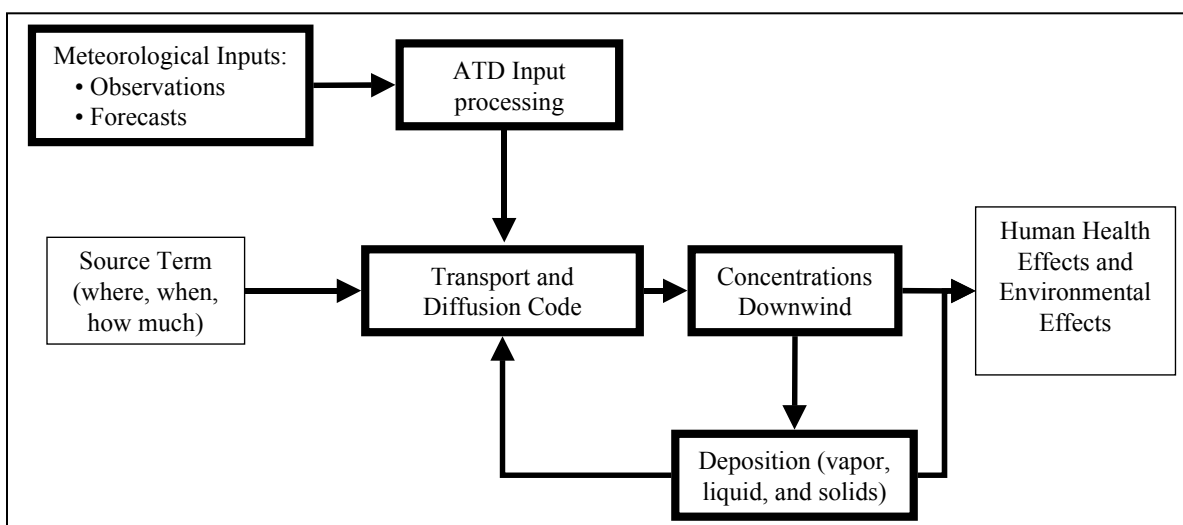 Meteorological Inputs:
• Observations
• Forecasts
ATD Input
processing
Source Term
(where, when,
how much)
Transport and
Diffusion Code
Concentrations
Downwind
Human Health
Effects and
Environmental
Effects
Deposition (vapor,
liquid, and solids)